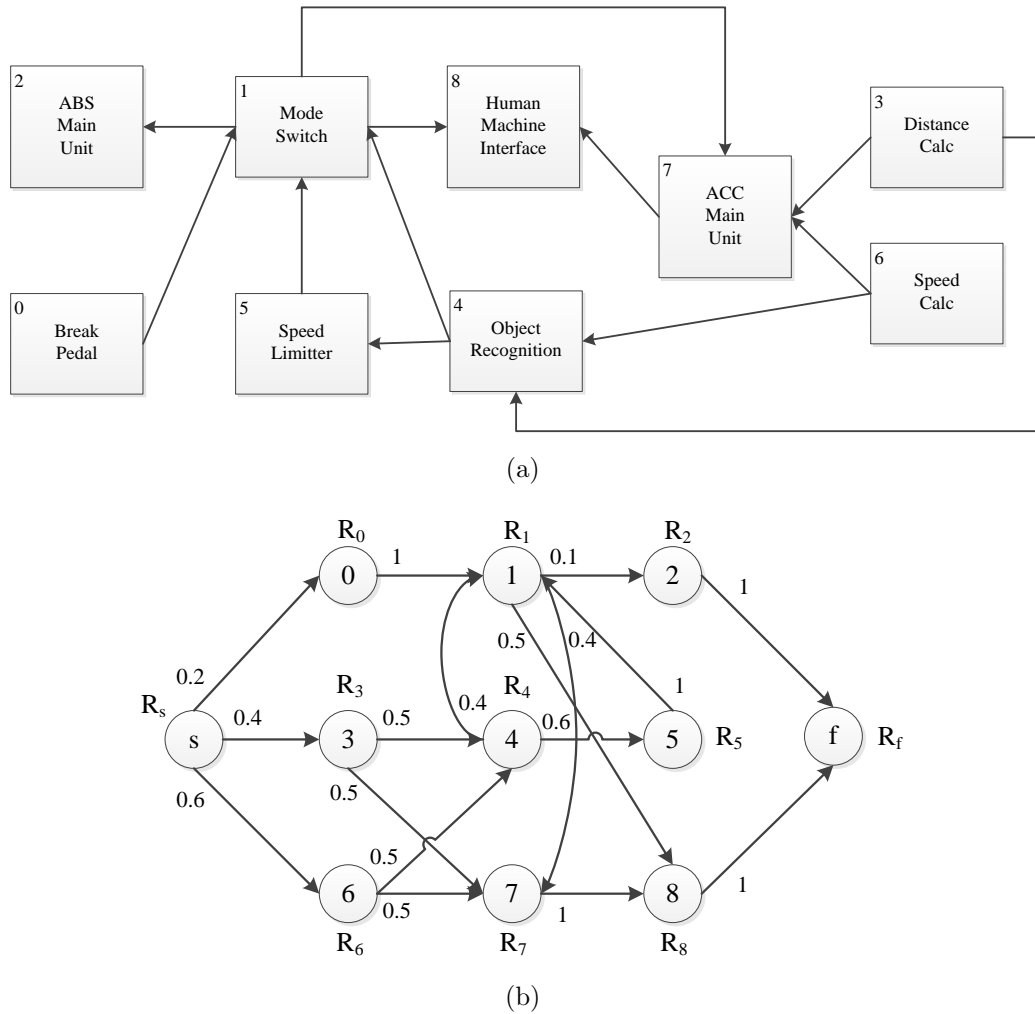 2
ABS
Main
Unit
1
Mode
Switch
8
Human
Machine
Interface
3
Distance
Calc
7
ACC
Main
Unit
6
Speed
Calc
0
Break
Pedal
5
Speed
Limitter
4
Object
Recognition
(a)
R0
R1
R2
0
1
1
0.1
2
1
0.2
0.5
0.4
Rs
R3
R4
s
0.4
3
0.5
0.4
4
0.6
5
1
R5
f
Rf
0.6
0.5
0.5
6
0.5
7
1
8
1
R6
R7
R8
(b)